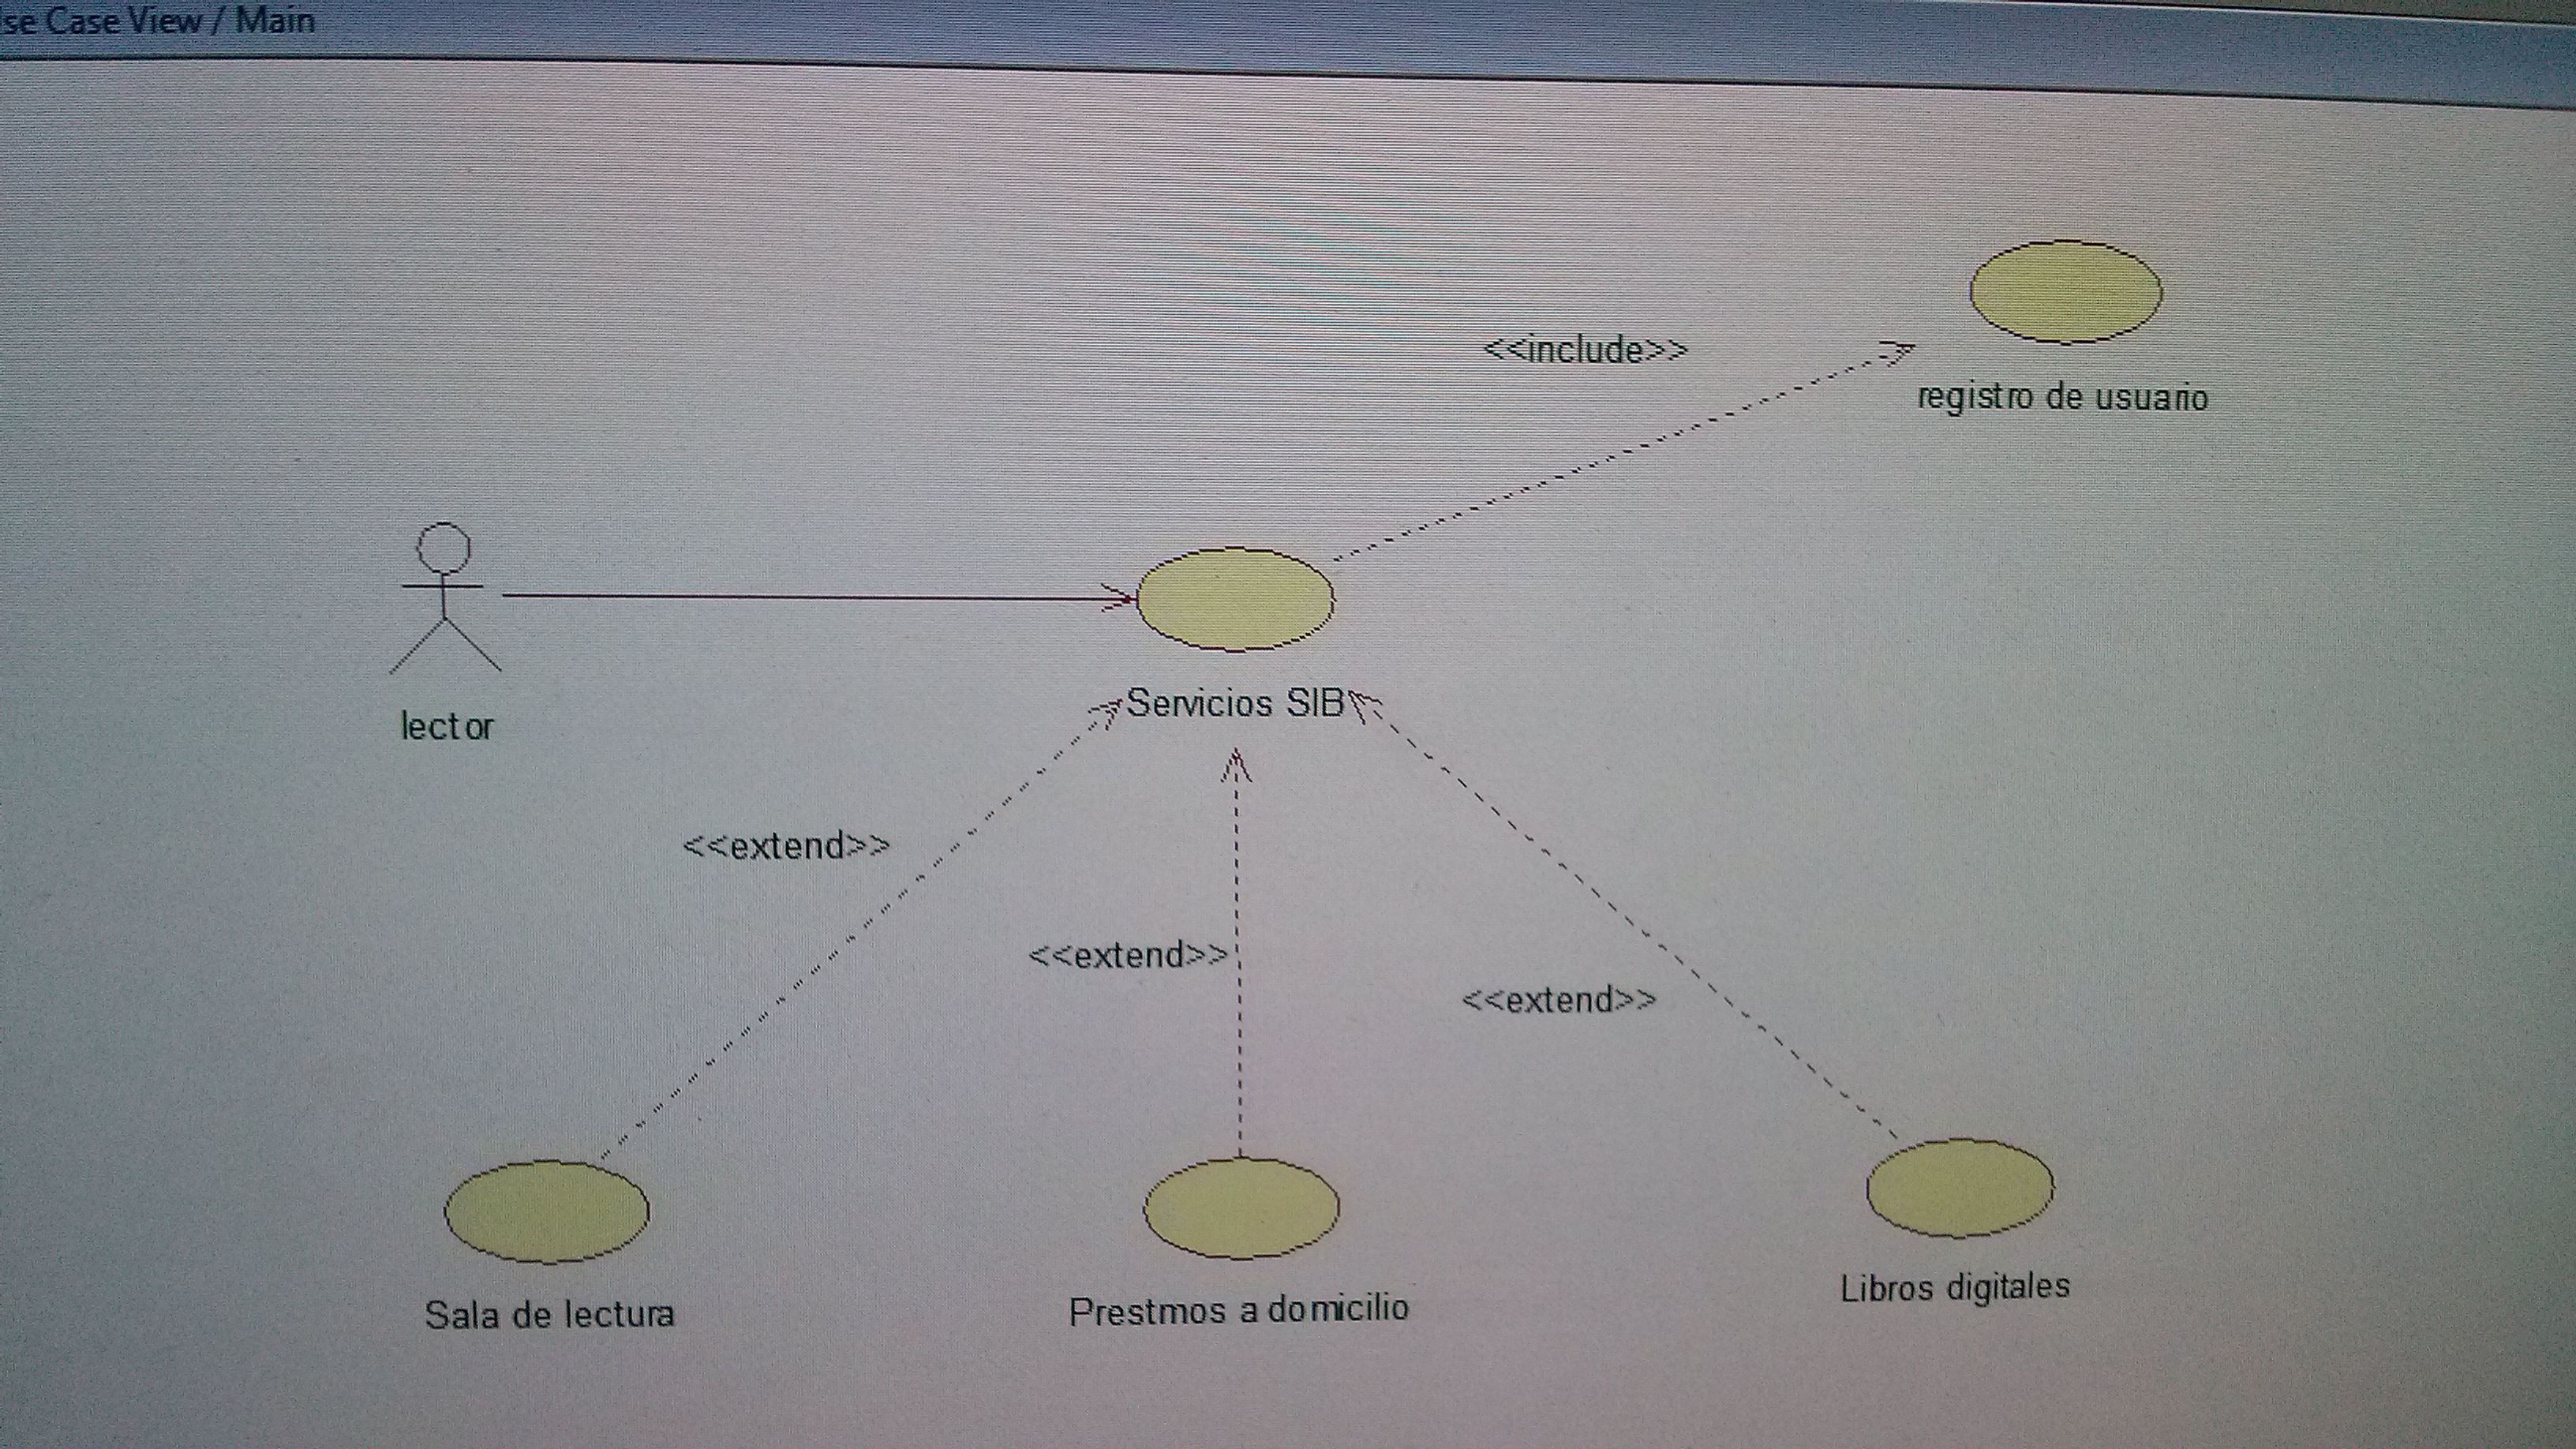 se Case View / Main
<<include>>
registro de usuario
lector
Servicios SIB
<<extend>>
<<extend>>
<<extend>>
Sala de lectura
Prestmos a domicilio
Libros digitales